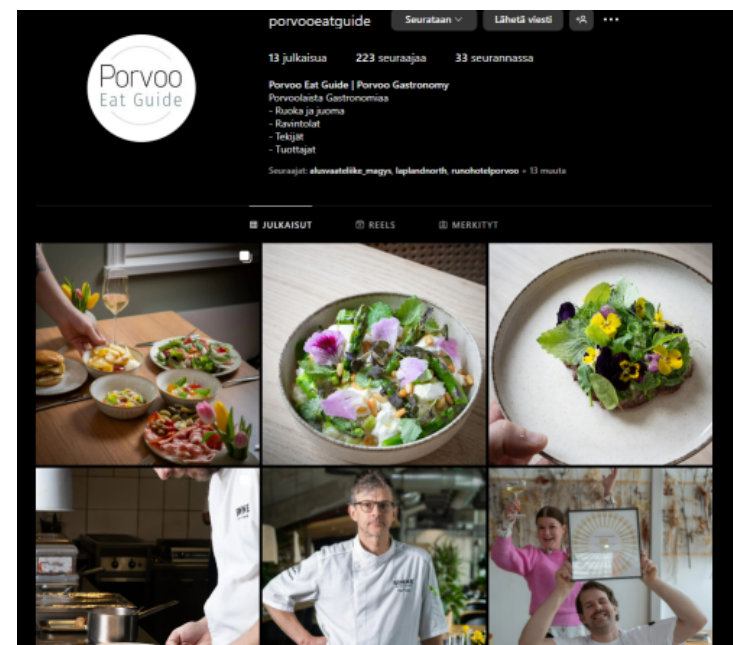 porvooeatguide Seurataan Lähetä viesti
13 julkaisua 223 seuraajaa 33 seurannassa
Porvoo
Eat Guide
Porvoo Eat Guide | Porvoo Gastronomy
Porvoolaista Gastronomiaa
- Ruoka ja juoma
- Ravintolat
- Tekijät
- Tuottajat
Seuraajat: alusvaateliike_magys, laplandnorth, runohotelporvoo + 13 muuta
JULKAISUT REELS MERKITYT